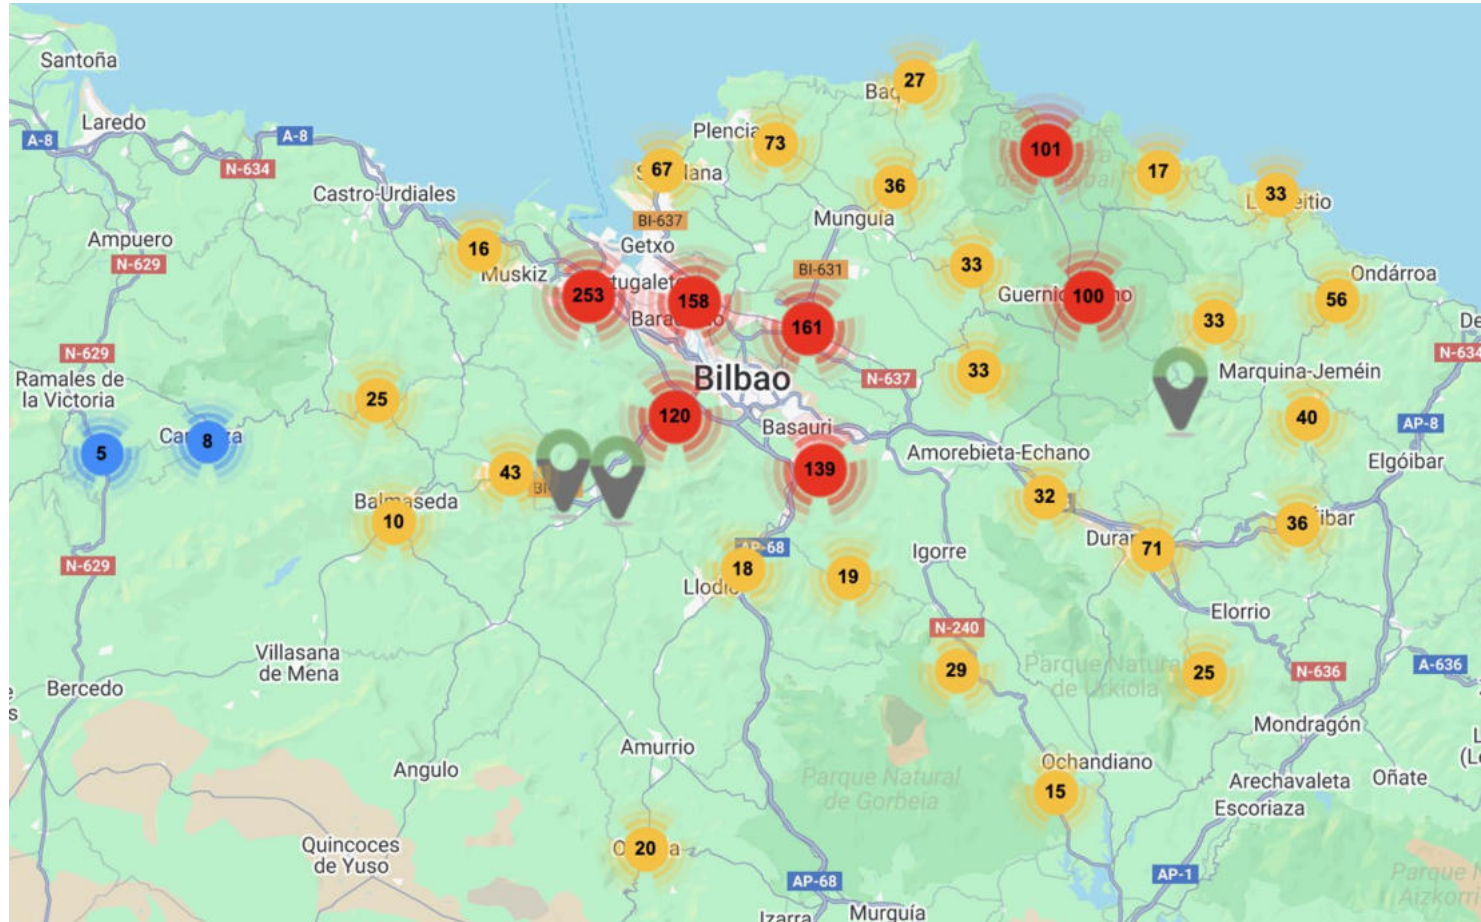 Santoña
Laredo
A-8
A-8
N-634
Castro-Urdiales
Ampuero
N-629
N-629
Ramales de
la Victoria
5
8
N-629
Bercedo
25
43
Balmaseda
10
Villasana
de Mena
Angulo
Quincoces
de Yuso
16
Muskiz
253
158
161
120
139
67
73
27
36
101
17
33
Plencia
BI-637
Getxo
Munguía
BI-631
33
100
33
56
Ondárroa
De
N-634
Bilbao
N-637
33
Marquina-Jeméin
40
AP-8
Elgóibar
Basauri
Amorebieta-Echano
32
36
71
Igorre
AP-68
18
19
Elorrio
N-240
29
Parque Natural
de Urkiola
25
N-636
A-636
Mondragón
Amurrio
Ochandiano
15
Arechavaleta
Oñate
Escoriaza
Parque Natural
de Gorbeia
20
AP-68
AP-1
Izarra
Murguía